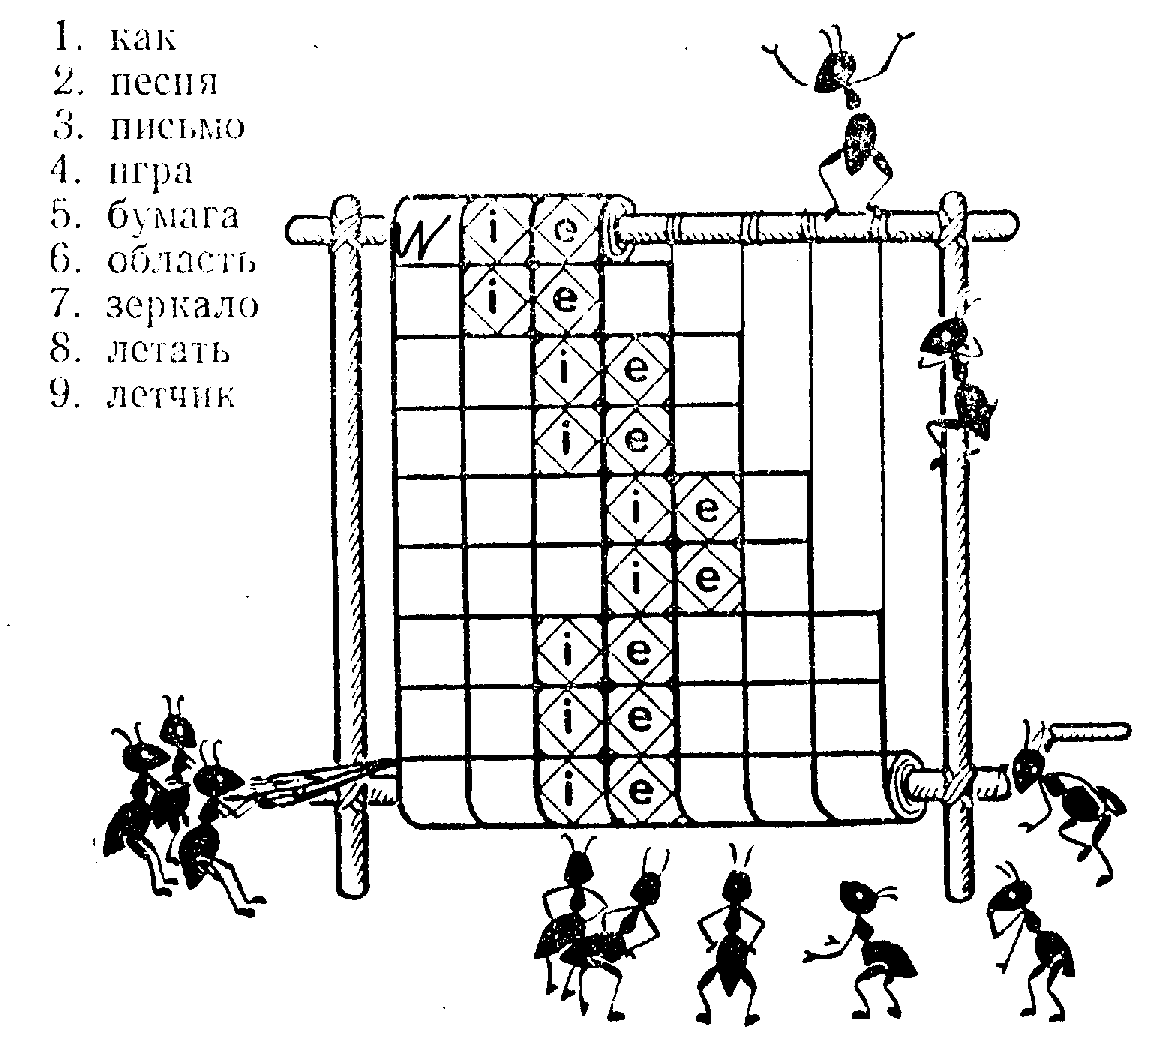 1. как
2. песня
3. письмо
4. игра
5. бумага
6. область
7. зеркало
8. летать
9. летчик
W i e
i e
i e
i e
i e
i e
i e
i e
i e